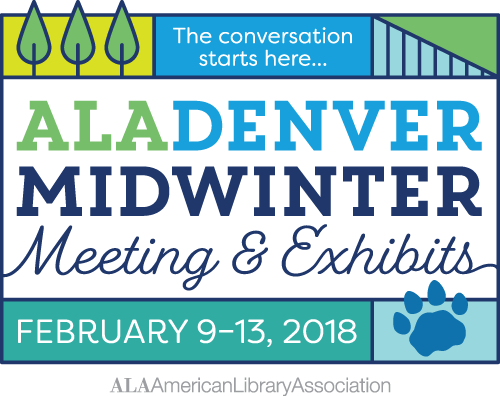 The conversation
starts here...
ALADENVER
MIDWINTER
Meeting & Exhibits
FEBRUARY 9–13, 2018
ALAAmericanLibraryAssociation